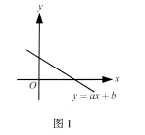 y
O
x
y = ax + b
图1